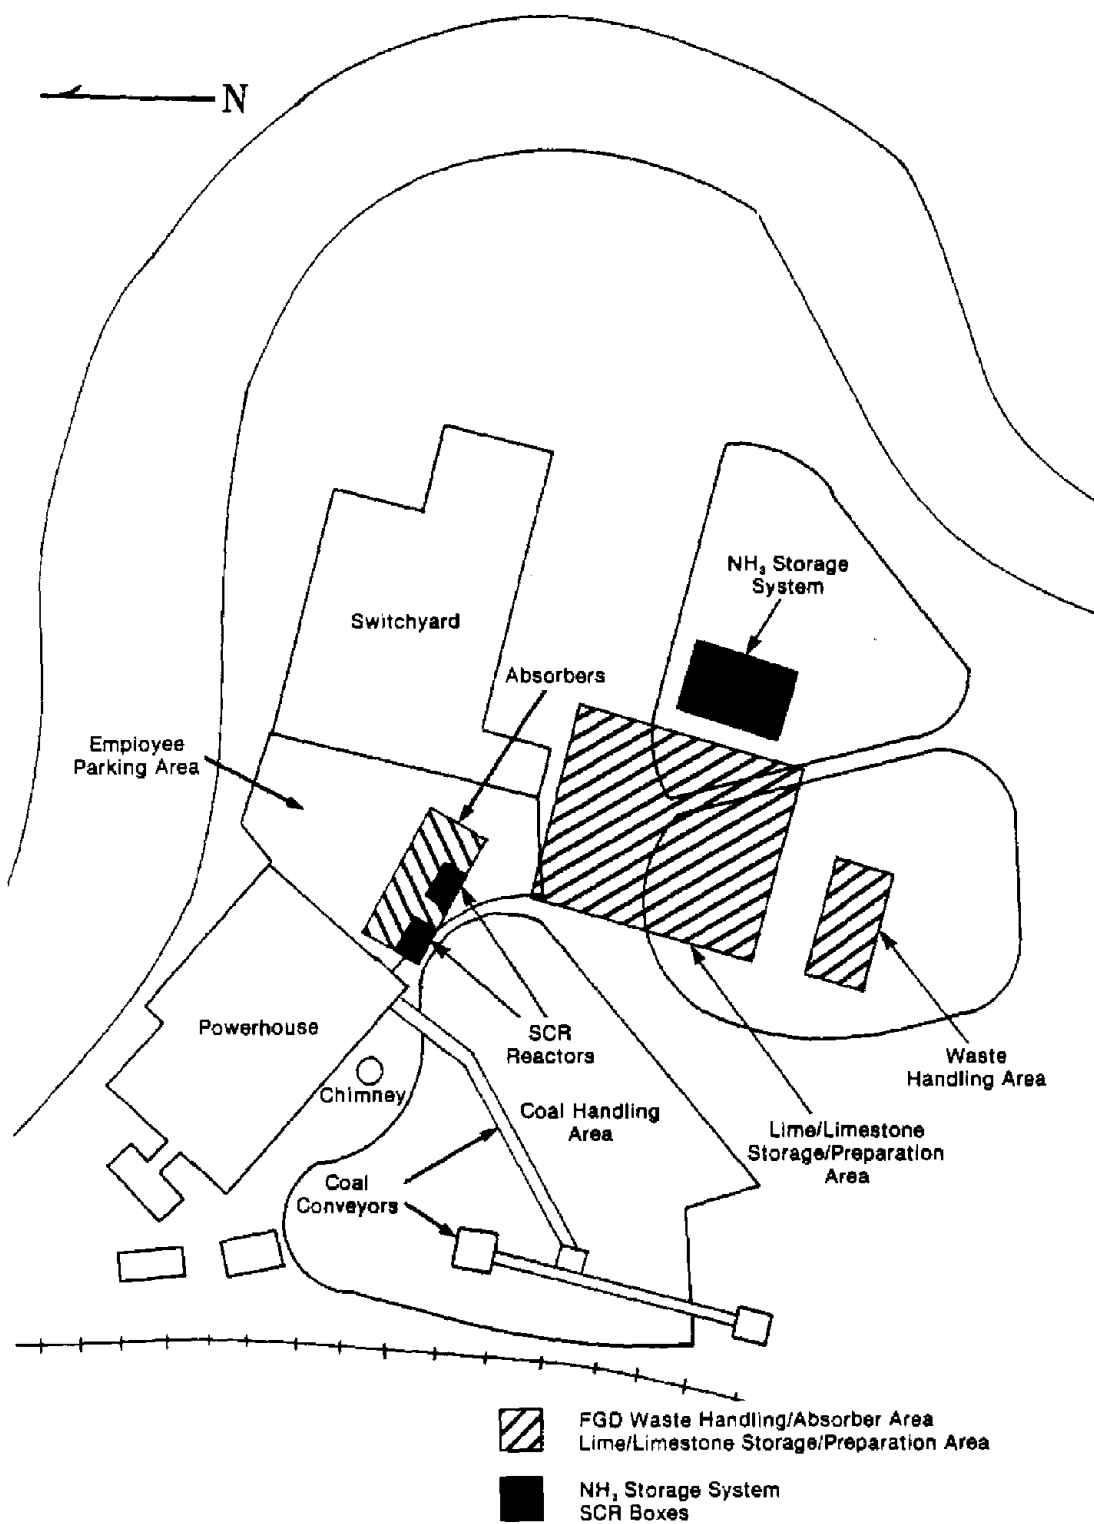 N
NH₃ Storage
System
Switchyard
Absorbers
Employee
Parking Area
Powerhouse
SCR
Reactors
Chimney
Coal Handling
Area
Waste
Handling Area
Lime/Limestone
Storage/Preparation
Area
Coal
Conveyors
FGD Waste Handling/Absorber Area
Lime/Limestone Storage/Preparation Area
NH₃ Storage System
SCR Boxes